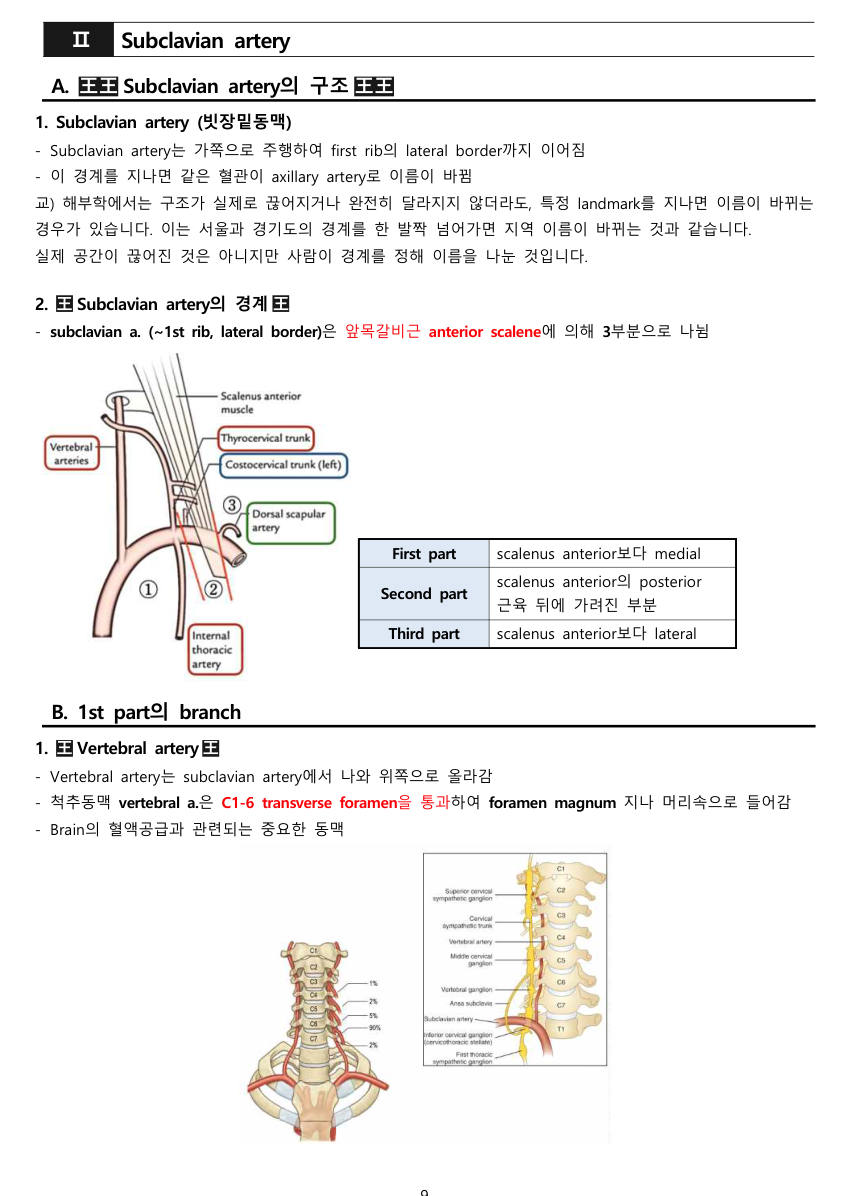 Ⅱ Subclavian artery
A. 王王 Subclavian artery의 구조 王王
1. Subclavian artery (빗장밑동맥)
- Subclavian artery는 가쪽으로 주행하여 first rib의 lateral border까지 이어짐
- 이 경계를 지나면 같은 혈관이 axillary artery로 이름이 바뀜
교) 해부학에서는 구조가 실제로 끊어지거나 완전히 달라지지 않더라도, 특정 landmark를 지나면 이름이 바뀌는
경우가 있습니다. 이는 서울과 경기도의 경계를 한 발짝 넘어가면 지역 이름이 바뀌는 것과 같습니다.
실제 공간이 끊어진 것은 아니지만 사람이 경계를 정해 이름을 나눈 것입니다.
2. 王 Subclavian artery의 경계 王
- subclavian a. (~1st rib, lateral border)은 앞목갈비근 anterior scalene에 의해 3부분으로 나뉨
Scalenus anterior
muscle
Thyrocervical trunk
Vertebral
arteries
Costocervical trunk (left)
③
Dorsal scapular
artery
①
②
Internal
thoracic
artery
First part scalenus anterior보다 medial
Second part scalenus anterior의 posterior
근육 뒤에 가려진 부분
Third part scalenus anterior보다 lateral
B. 1st part의 branch
1. 王 Vertebral artery 王
- Vertebral artery는 subclavian artery에서 나와 위쪽으로 올라감
- 척추동맥 vertebral a.은 C1-6 transverse foramen을 통과하여 foramen magnum 지나 머리속으로 들어감
- Brain의 혈액공급과 관련되는 중요한 동맥
C1
C2
C3
C4
C5
C6
C7
1%
2%
5%
90%
2%
Superior cervical
sympathetic ganglion
Cervical
sympathetic trunk
Vertebral artery
Middle cervical
ganglion
Vertebral ganglion
Ansa subclavia
Subclavian artery
Inferior cervical ganglion
(cervicothoracic stellate)
First thoracic
sympathetic ganglion
C1
C2
C3
C4
C5
C6
C7
T1
9